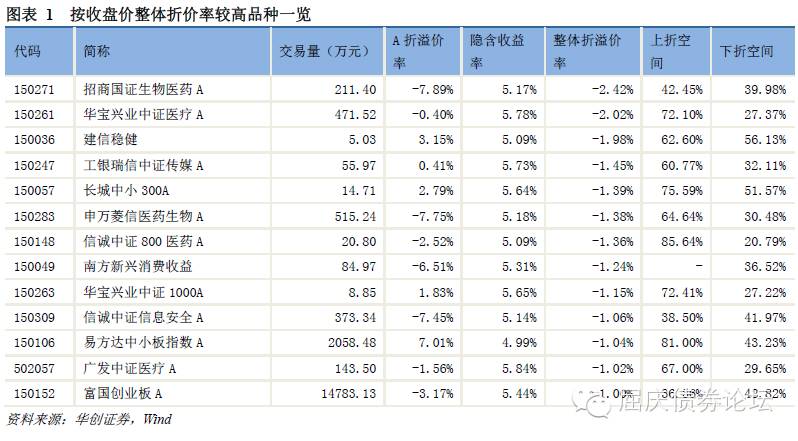 图表 1 按收盘价整体折价率较高品种一览
代码 简称 交易量（万元） A 折溢价率 隐含收益率 整体折溢价率 上折空间 下折空间
150271 招商国证生物医药 A 211.40 -7.89% 5.17% -2.42% 42.45% 39.98%
150261 华宝兴业中证医疗 A 471.52 -0.40% 5.78% -2.02% 72.10% 27.37%
150036 建信稳健 5.03 3.15% 5.09% -1.98% 62.60% 56.13%
150247 工银瑞信中证传媒 A 55.97 0.41% 5.73% -1.45% 60.77% 32.11%
150057 长城中小 300A 14.71 2.79% 5.64% -1.39% 75.59% 51.57%
150283 申万菱信医药生物 A 515.24 -7.75% 5.18% -1.38% 64.64% 30.48%
150148 信诚中证 800 医药 A 20.80 -2.52% 5.09% -1.36% 85.64% 20.79%
150049 南方新兴消费收益 84.97 -6.51% 5.31% -1.24% - 36.52%
150263 华宝兴业中证 1000A 8.85 1.83% 5.65% -1.15% 72.41% 27.22%
150309 信诚中证信息安全 A 373.34 -7.45% 5.14% -1.06% 38.50% 41.97%
150106 易方达中小板指数 A 2058.48 7.01% 4.99% -1.04% 81.00% 43.23%
502057 广发中证医疗 A 143.50 -1.56% 5.84% -1.02% 67.00% 29.65%
150152 富国创业板 A 14783.13 -3.17% 5.44%
屈庆债券论坛
资料来源：华创证券，Wind